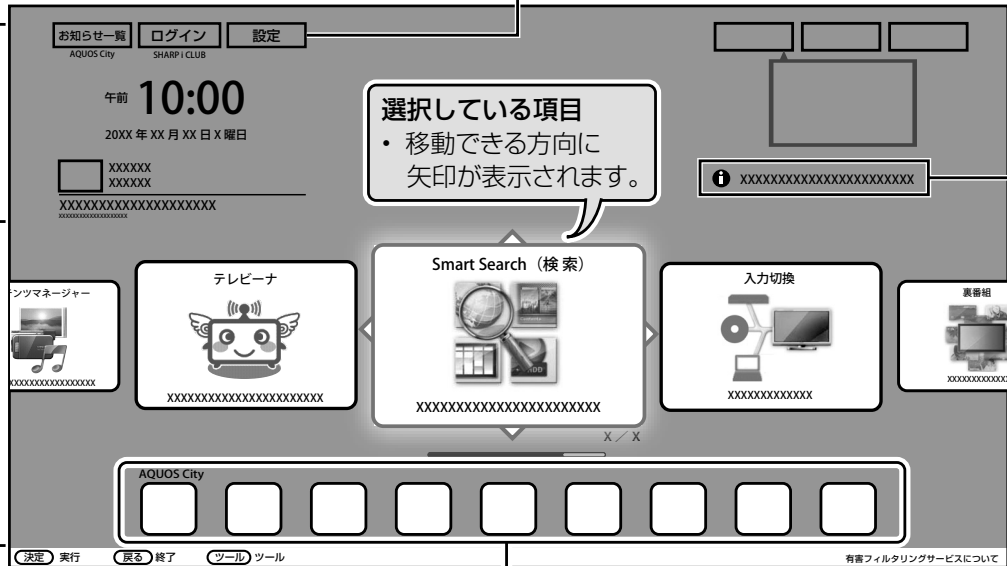 お知らせ一覧 ログイン 設定
AQUOS City SHARP i CLUB
午前 10:00
20XX 年 XX 月 XX 日 X 曜日
XXXXXX
XXXXXX
XXXXXXXXXXXXXXXXXXXX
XXXXXXXXXXXXXXXXXXXX
選択している項目
・ 移動できる方向に
矢印が表示されます。
i XXXXXXXXXXXXXXXXXXXXXXX
ンツマネージャー
XXXXXXXXXXXXXXXXX
テレビーナ
XXXXXXXXXXXXXXXXXXXXXXX
Smart Search（検 索）
+ADD
XXXXXXXXXXXXXXXXXXXXXXX
入力切換
XXXXXXXXXXXXX
裏番組
XXXXXXXXXXXX
X ／ X
AQUOS City
決定 実行 戻る 終了 ツール ツール
有害フィルタリングサービスについて